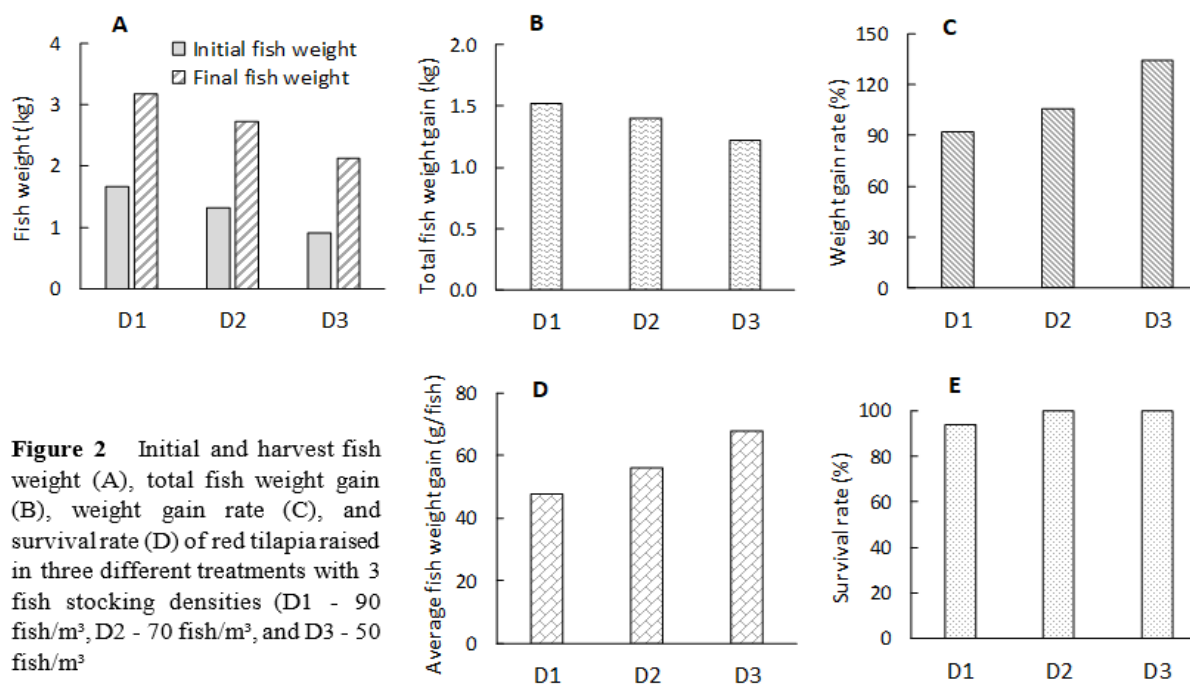 A
Initial fish weight
Final fish weight
Fish weight (kg)
4
3
2
1
0
D1 D2 D3
B
Total fish weight gain (kg)
2.0
1.5
1.0
0.5
0.0
D1 D2 D3
C
Weight gain rate (%)
150
120
90
60
30
0
D1 D2 D3
Figure 2 Initial and harvest fish
weight (A), total fish weight gain
(B), weight gain rate (C), and
survival rate (D) of red tilapia raised
in three different treatments with 3
fish stocking densities (D1 - 90
fish/m³, D2 - 70 fish/m³, and D3 - 50
fish/m³
D
Average fish weight gain (g/fish)
80
60
40
20
0
D1 D2 D3
E
Survival rate (%)
100
80
60
40
20
0
D1 D2 D3